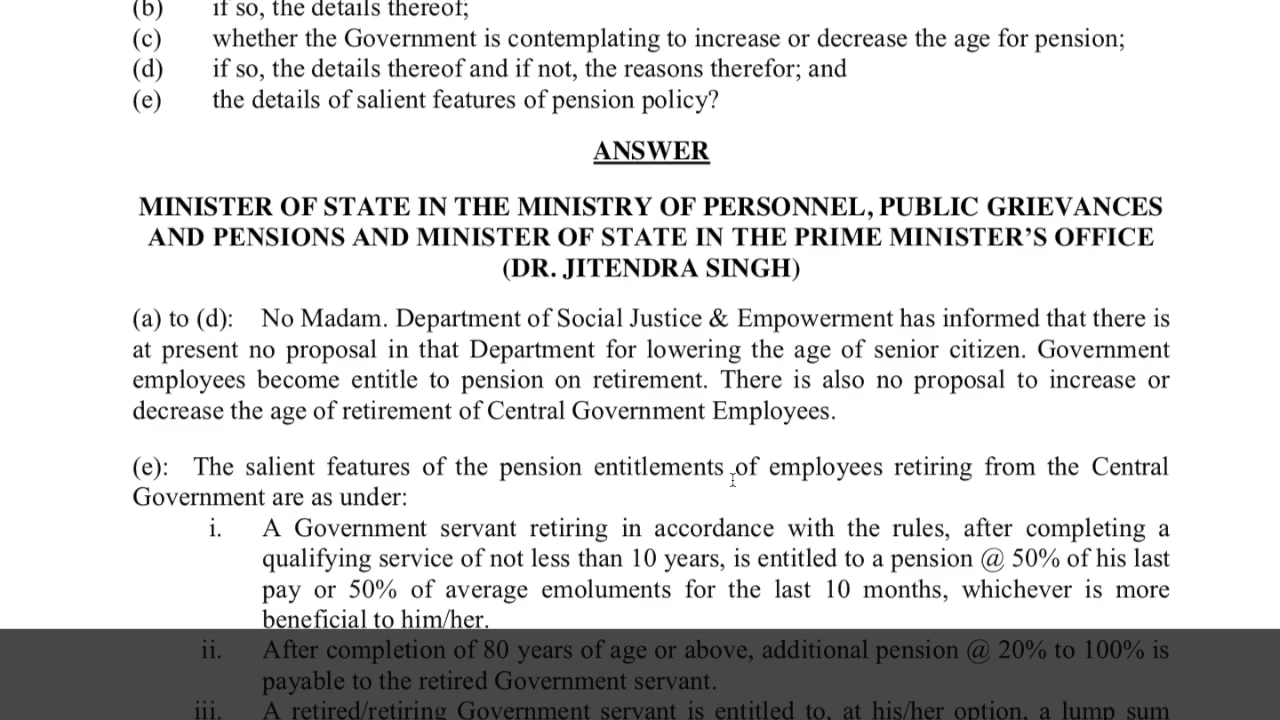 (b) if so, the details thereof;
(c) whether the Government is contemplating to increase or decrease the age for pension;
(d) if so, the details thereof and if not, the reasons therefor; and
(e) the details of salient features of pension policy?
ANSWER
MINISTER OF STATE IN THE MINISTRY OF PERSONNEL, PUBLIC GRIEVANCES
AND PENSIONS AND MINISTER OF STATE IN THE PRIME MINISTER'S OFFICE
(DR. JITENDRA SINGH)
(a) to (d): No Madam. Department of Social Justice & Empowerment has informed that there is
at present no proposal in that Department for lowering the age of senior citizen. Government
employees become entitle to pension on retirement. There is also no proposal to increase or
decrease the age of retirement of Central Government Employees.
(e): The salient features of the pension entitlements of employees retiring from the Central
Government are as under:
i. A Government servant retiring in accordance with the rules, after completing a
qualifying service of not less than 10 years, is entitled to a pension @ 50% of his last
pay or 50% of average emoluments for the last 10 months, whichever is more
beneficial to him/her.
ii. After completion of 80 years of age or above, additional pension @ 20% to 100% is
payable to the retired Government servant.
iii. A retired/retiring Government servant is entitled to, at his/her option, a lump sum